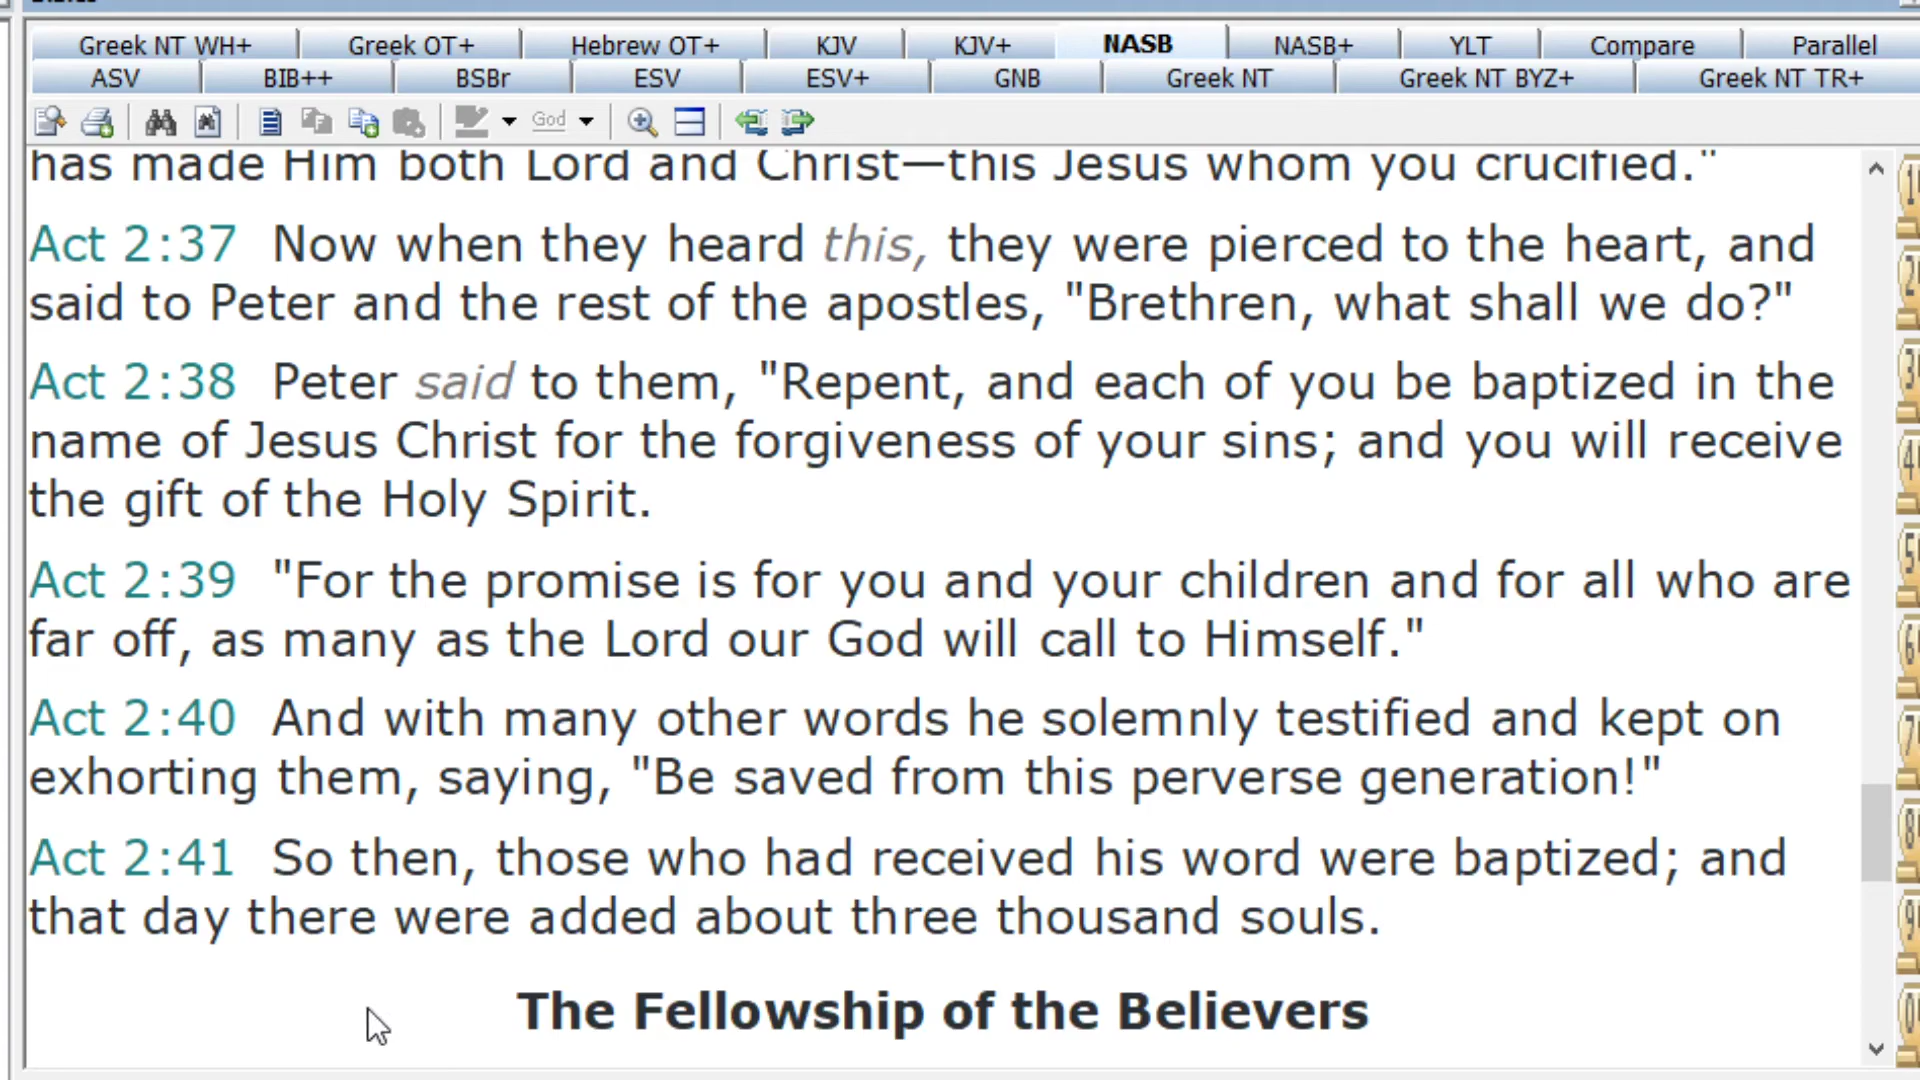 Greek NT WH+ Greek OT+ Hebrew OT+ KJV KJV+ NASB NASB+ YLT Compare Parallel
ASV BIB++ BSBr ESV ESV+ GNB Greek NT Greek NT BYZ+ Greek NT TR+
God
has made Him both Lord and Christ—this Jesus whom you crucified."
Act 2:37 Now when they heard this, they were pierced to the heart, and
said to Peter and the rest of the apostles, "Brethren, what shall we do?"
Act 2:38 Peter said to them, "Repent, and each of you be baptized in the
name of Jesus Christ for the forgiveness of your sins; and you will receive
the gift of the Holy Spirit.
Act 2:39 "For the promise is for you and your children and for all who are
far off, as many as the Lord our God will call to Himself."
Act 2:40 And with many other words he solemnly testified and kept on
exhorting them, saying, "Be saved from this perverse generation!"
Act 2:41 So then, those who had received his word were baptized; and
that day there were added about three thousand souls.
The Fellowship of the Believers